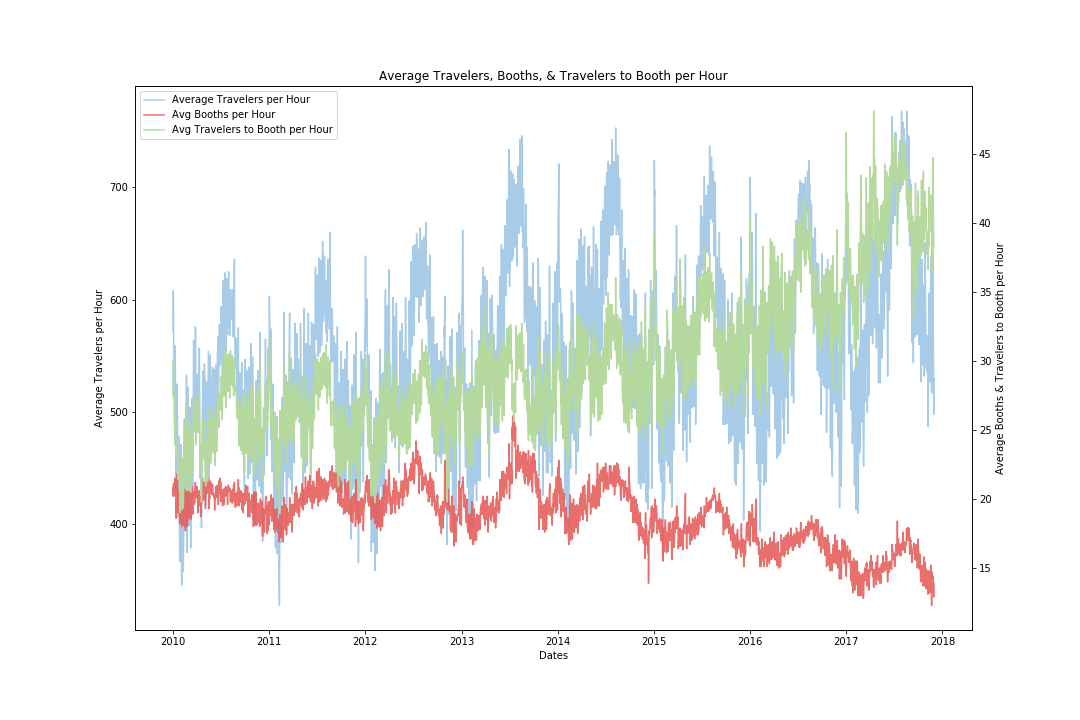 Average Travelers, Booths, & Travelers to Booth per Hour
Average Travelers per Hour
Avg Booths per Hour
Avg Travelers to Booth per Hour
700
600
500
400
Average Travelers per Hour
45
40
35
30
25
20
15
Average Booths & Travelers to Booth per Hour
2010 2011 2012 2013 2014 2015 2016 2017 2018
Dates